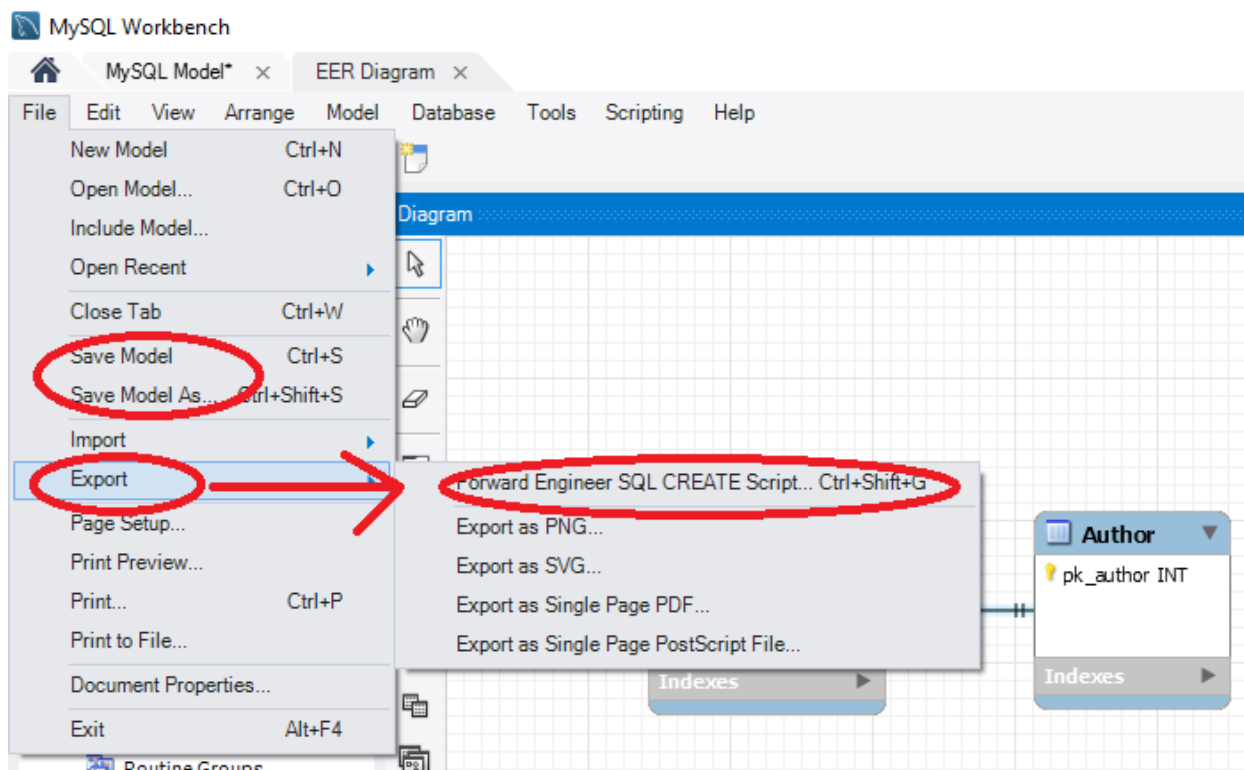 MySQL Workbench
MySQL Model* × EER Diagram ×
File Edit View Arrange Model Database Tools Scripting Help
New Model Ctrl+N
Open Model... Ctrl+O
Include Model...
Open Recent
Close Tab Ctrl+W
Save Model Ctrl+S
Save Model As... Ctrl+Shift+S
Import
Export
Page Setup...
Print Preview...
Print... Ctrl+P
Print to File...
Document Properties...
Exit Alt+F4
Routine Groups
Diagram
Forward Engineer SQL CREATE Script... Ctrl+Shift+G
Export as PNG...
Export as SVG...
Export as Single Page PDF...
Export as Single Page PostScript File...
Indexes
Author
pk_author INT
Indexes